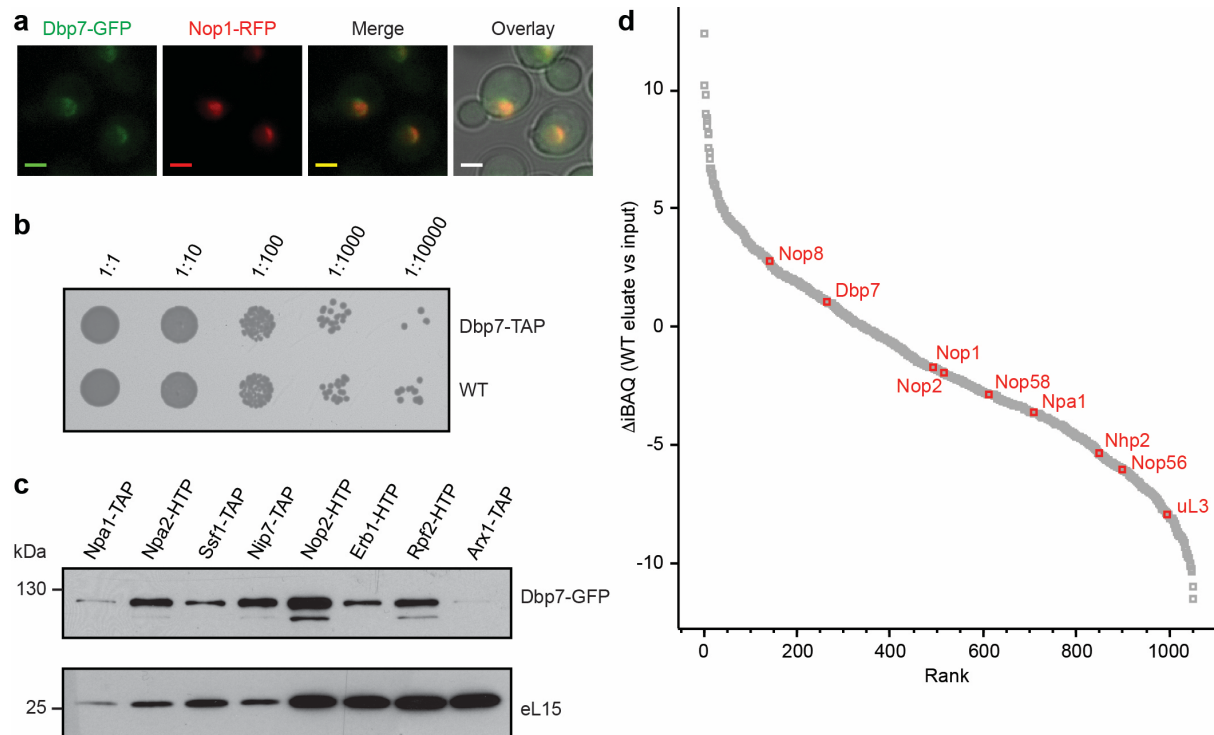 a
Dbp7-GFP Nop1-RFP Merge Overlay
b
1:1 1:10 1:100 1:1000 1:10000
Dbp7-TAP
WT
c
Npa1-TAP Npa2-HTP Ssf1-TAP Nip7-TAP Nop2-HTP Erb1-HTP Rpf2-HTP Arx1-TAP
kDa
130
Dbp7-GFP
25
eL15
d
ΔiBAQ (WT eluate vs input)
10
5
0
-5
-10
Nop8
Dbp7
Nop1
Nop2
Nop58
Npa1
Nhp2
Nop56
uL3
0 200 400 600 800 1000
Rank